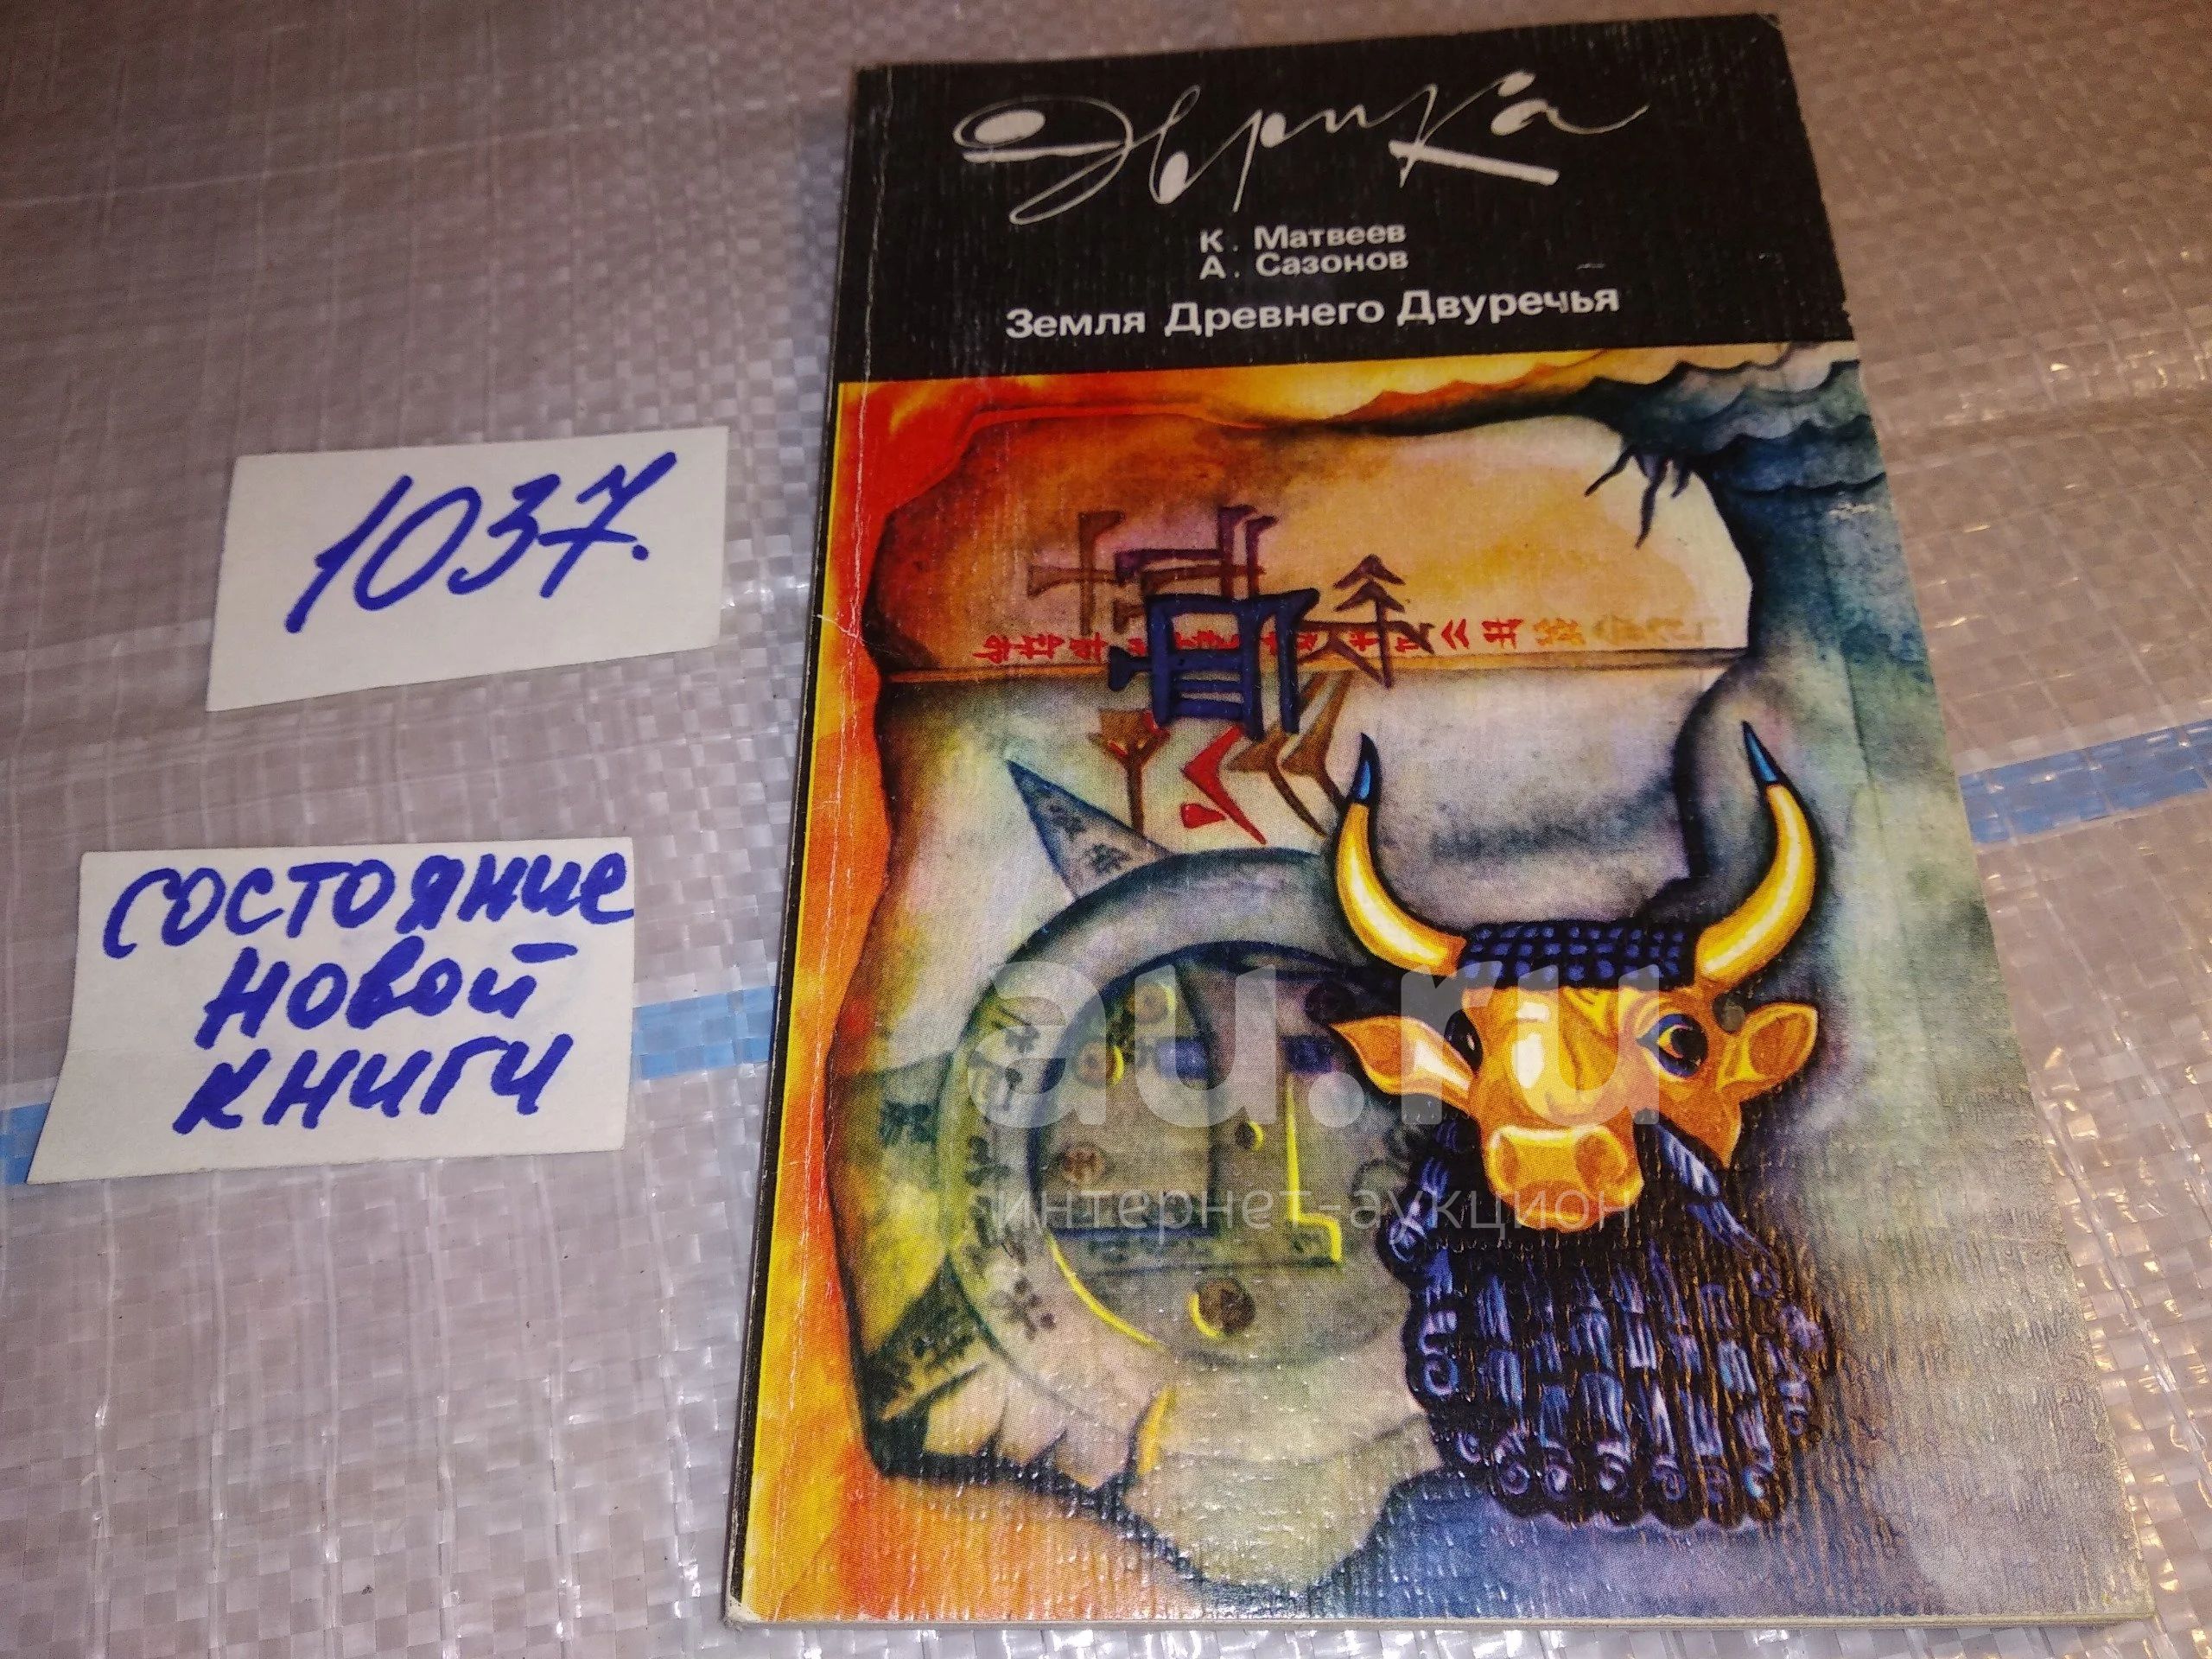 Эврика
К. Матвеев
А. Сазонов
Земля Древнего Двуречья
1037.
состояние
новой
книги
au.ru
интернет-аукцион